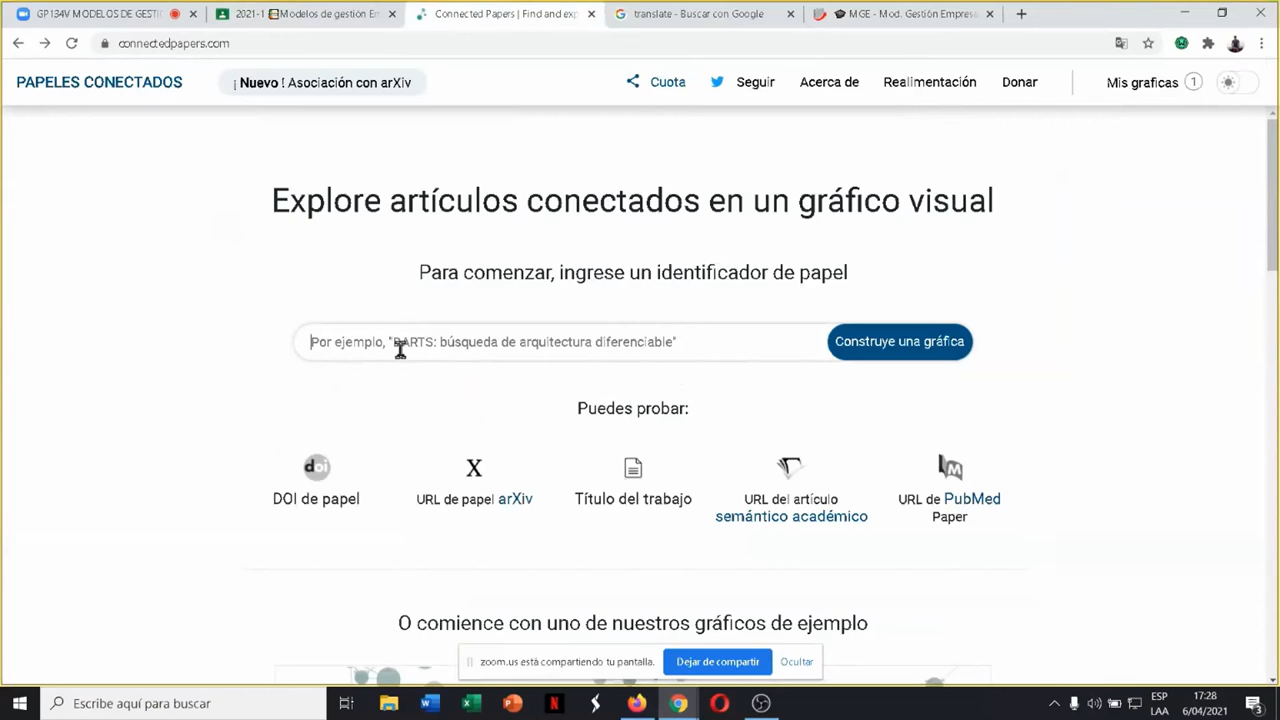 GP134V MODELOS DE GESTIÓ
2021-1 Modelos de gestión En
Connected Papers | Find and exp
translate - Buscar con Google
MGE - Mod. Gestión Empresa
connectedpapers.com
PAPELES CONECTADOS
¡ Nuevo ! Asociación con arXiv
Cuota
Seguir
Acerca de
Realimentación
Donar
Mis graficas 1
Explore artículos conectados en un gráfico visual
Para comenzar, ingrese un identificador de papel
Por ejemplo, "DARTS: búsqueda de arquitectura diferenciable"
Construye una gráfica
Puedes probar:
doi
X
M
DOI de papel
URL de papel arXiv
Título del trabajo
URL del artículo
semántico académico
URL de PubMed
Paper
O comience con uno de nuestros gráficos de ejemplo
zoom.us está compartiendo tu pantalla.
Dejar de compartir
Ocultar
Escribe aquí para buscar
ESP
LAA
17:28
6/04/2021
3